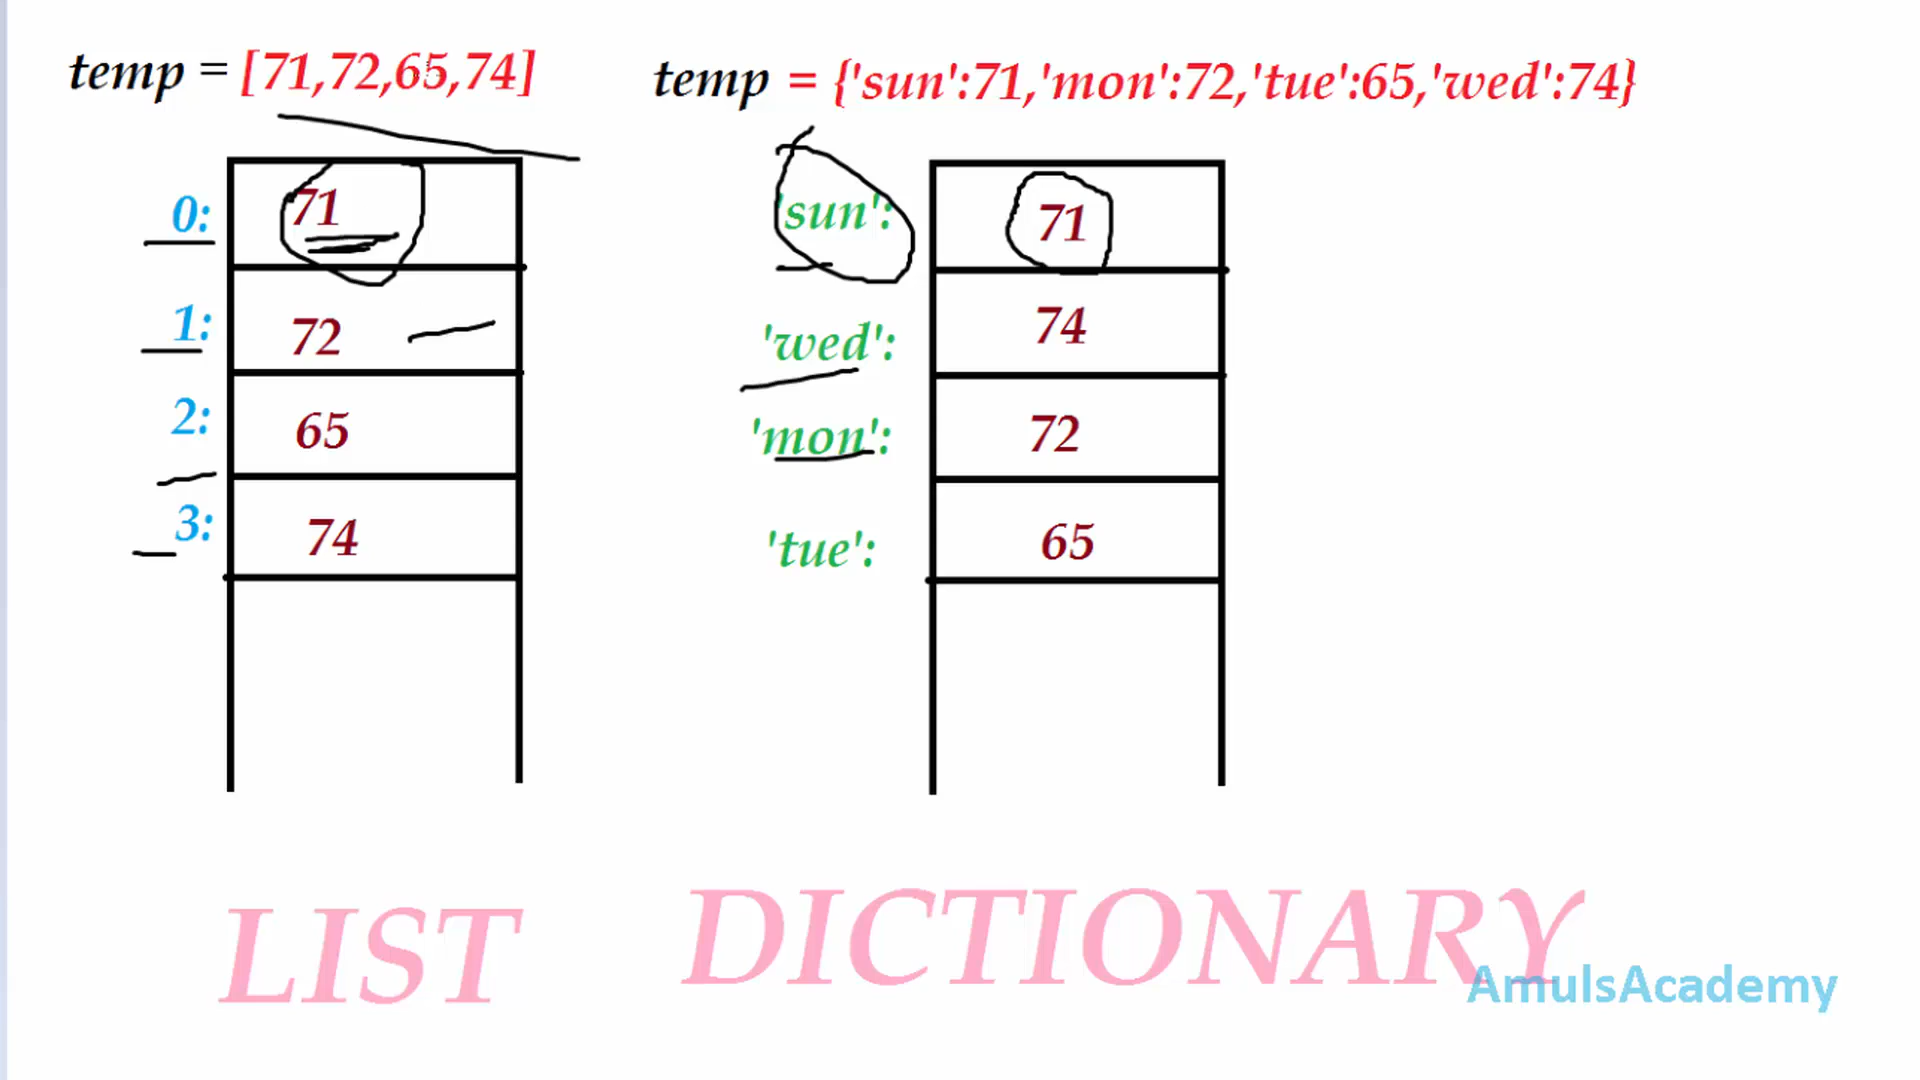 temp = [71,72,65,74]
0: 71
1: 72
2: 65
3: 74
LIST
temp = {'sun':71,'mon':72,'tue':65,'wed':74}
'sun': 71
'wed': 74
'mon': 72
'tue': 65
DICTIONARY
AmulsAcademy